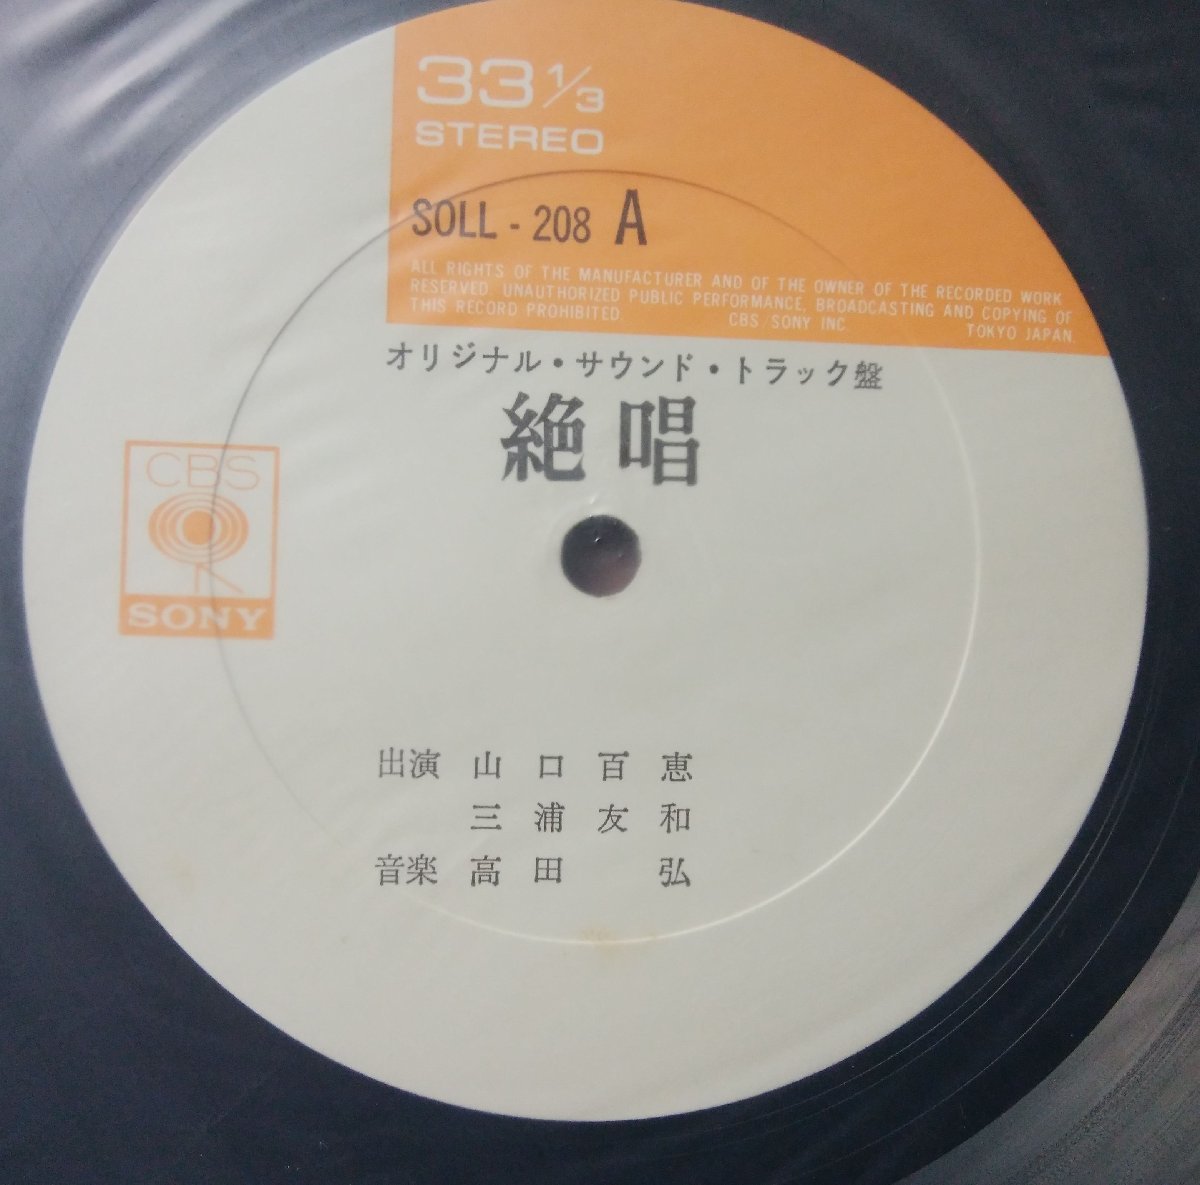 33 1/3
STEREO
SOLL - 208 A
ALL RIGHTS OF THE MANUFACTURER AND OF THE OWNER OF THE RECORDED WORK
RESERVED. UNAUTHORIZED PUBLIC PERFORMANCE, BROADCASTING AND COPYING OF
THIS RECORD PROHIBITED. CBS/SONY INC TOKYO JAPAN.
オリジナル・サウンド・トラック盤
絶唱
CBS
SONY
出演 山口百恵
三浦友和
音楽 高田 弘